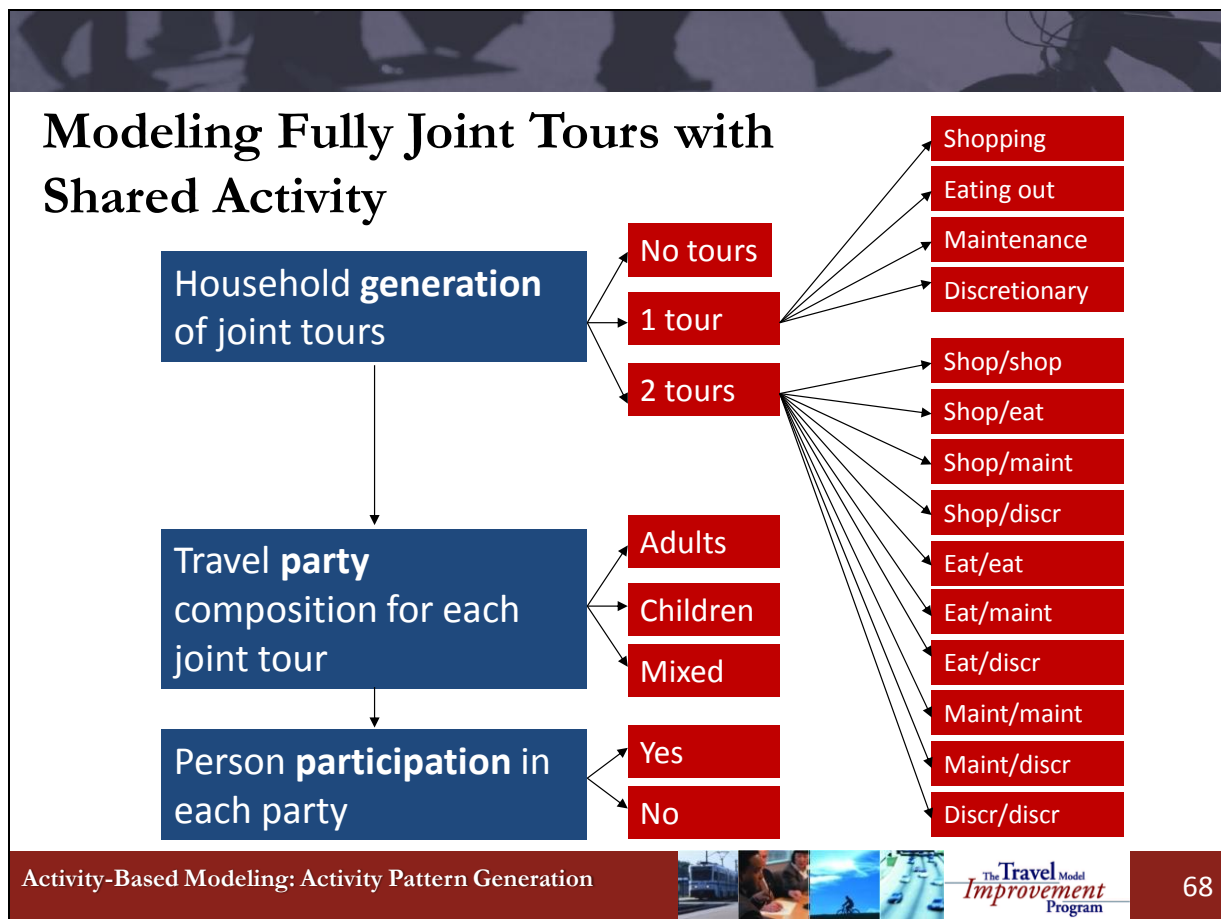 Modeling Fully Joint Tours with
Shared Activity
Household generation
of joint tours
No tours
1 tour
2 tours
Shopping
Eating out
Maintenance
Discretionary
Shop/shop
Shop/eat
Shop/maint
Shop/discr
Eat/eat
Eat/maint
Eat/discr
Maint/maint
Maint/discr
Discr/discr
Travel party
composition for each
joint tour
Adults
Children
Mixed
Person participation in
each party
Yes
No
Activity-Based Modeling: Activity Pattern Generation
The Travel Model
Improvement
Program
68